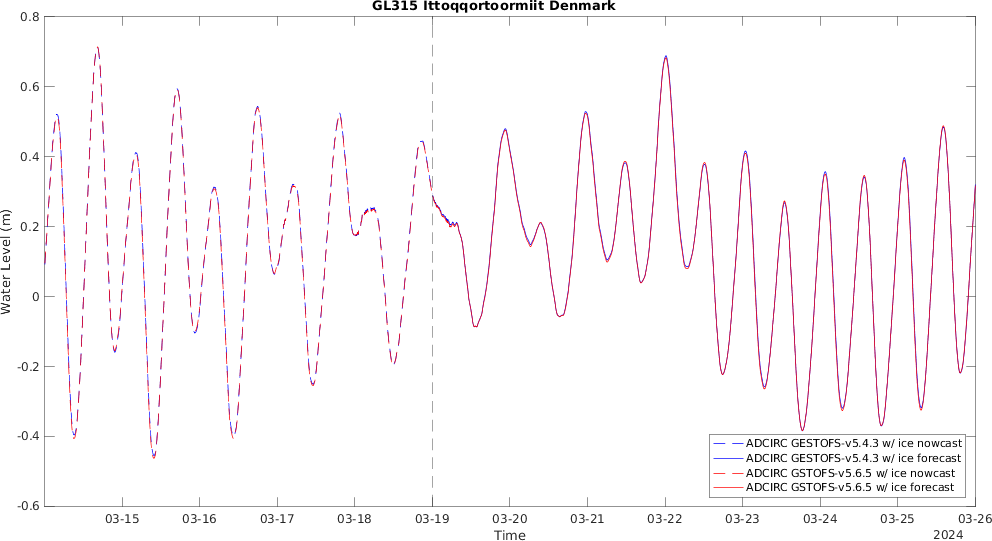 GL315 Ittoqqortoormiit Denmark
0.8
0.6
0.4
0.2
0
-0.2
-0.4
-0.6
Water Level (m)
ADCIRC GESTOFS-v5.4.3 w/ ice nowcast
ADCIRC GESTOFS-v5.4.3 w/ ice forecast
ADCIRC GSTOFS-v5.6.5 w/ ice nowcast
ADCIRC GSTOFS-v5.6.5 w/ ice forecast
03-15 03-16 03-17 03-18 03-19 03-20 03-21 03-22 03-23 03-24 03-25 03-26
Time
2024